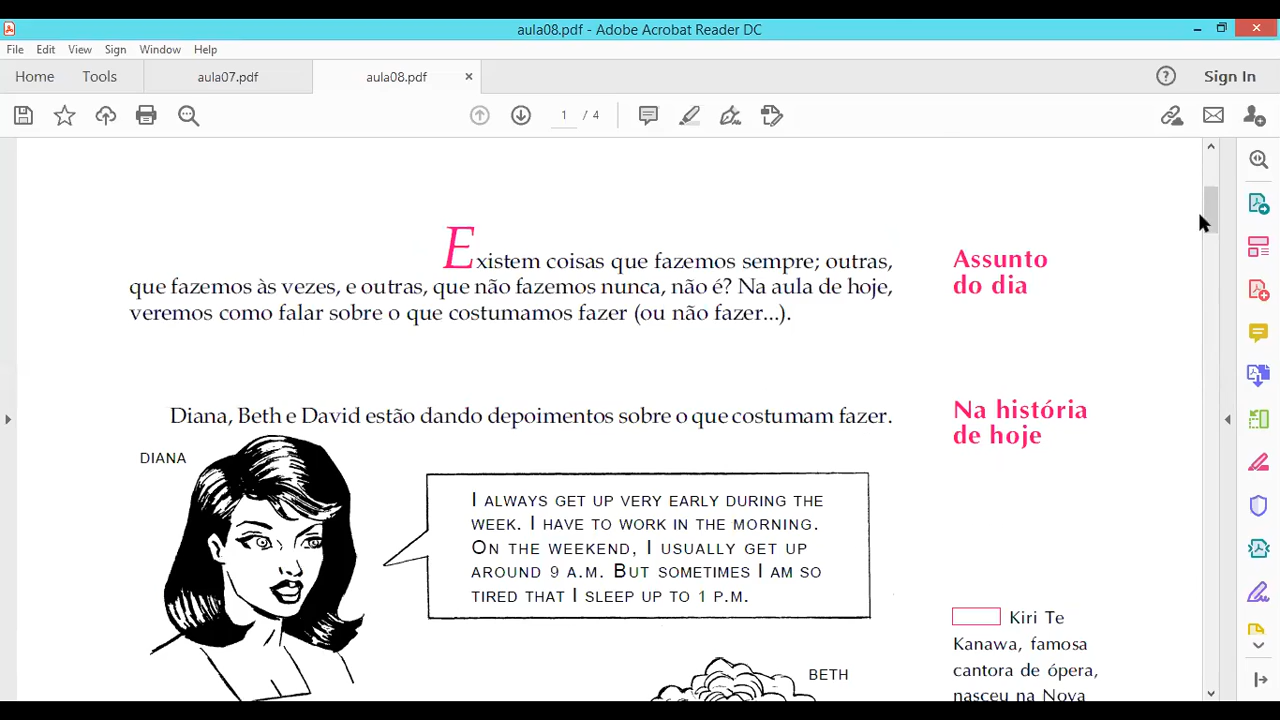 aula08.pdf - Adobe Acrobat Reader DC
File Edit View Sign Window Help
Home Tools aula07.pdf aula08.pdf × Sign In
1 / 4
Existem coisas que fazemos sempre; outras,
que fazemos às vezes, e outras, que não fazemos nunca, não é? Na aula de hoje,
veremos como falar sobre o que costumamos fazer (ou não fazer...).
Assunto
do dia
Diana, Beth e David estão dando depoimentos sobre o que costumam fazer.
Na história
de hoje
DIANA
I ALWAYS GET UP VERY EARLY DURING THE
WEEK. I HAVE TO WORK IN THE MORNING.
ON THE WEEKEND, I USUALLY GET UP
AROUND 9 A.M. BUT SOMETIMES I AM SO
TIRED THAT I SLEEP UP TO 1 P.M.
BETH
Kiri Te
Kanawa, famosa
cantora de ópera,
nasceu na Nova